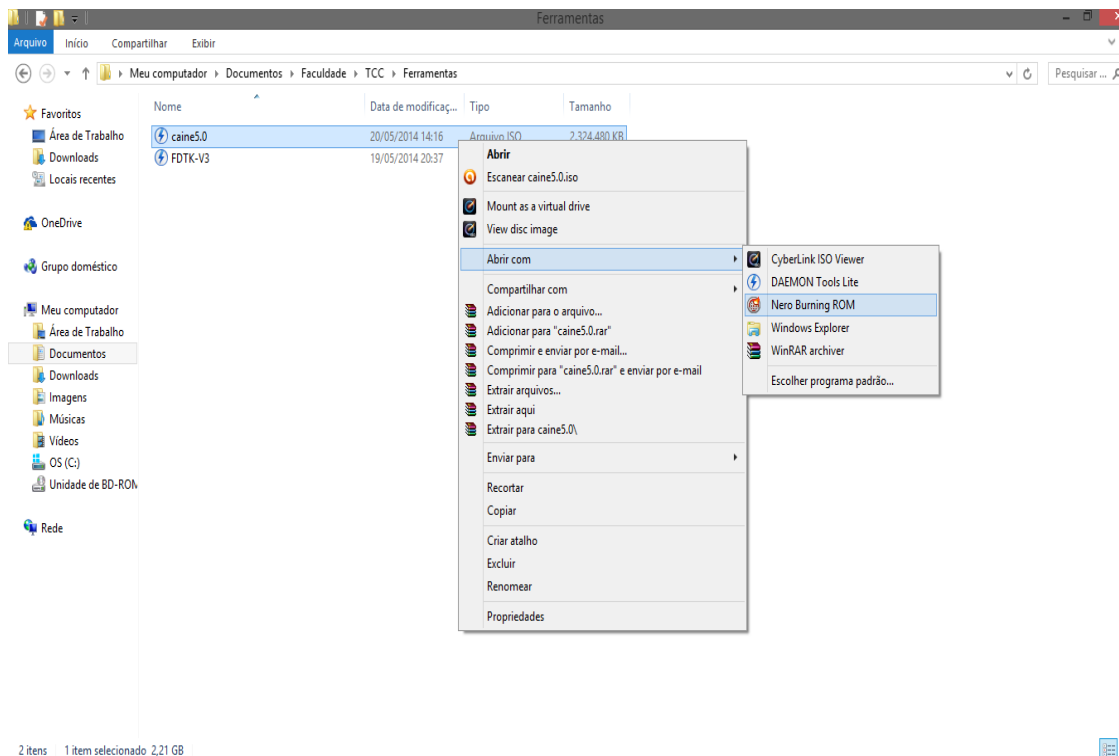 Ferramentas
Arquivo Início Compartilhar Exibir
Meu computador Documentos Faculdade TCC Ferramentas
Pesquisar ...
Nome Data de modificaç... Tipo Tamanho
caine5.0 20/05/2014 14:16 Arquivo ISO 2.324.480 KB
FDTK-V3 19/05/2014 20:37
Favoritos
Área de Trabalho
Downloads
Locais recentes
OneDrive
Grupo doméstico
Meu computador
Área de Trabalho
Documentos
Downloads
Imagens
Músicas
Vídeos
OS (C:)
Unidade de BD-ROM
Rede
Abrir
Escanear caine5.0.iso
Mount as a virtual drive
View disc image
Abrir com
Compartilhar com
Adicionar para o arquivo...
Adicionar para "caine5.0.rar"
Comprimir e enviar por e-mail...
Comprimir para "caine5.0.rar" e enviar por e-mail
Extrair arquivos...
Extrair aqui
Extrair para caine5.0\
Enviar para
Recortar
Copiar
Criar atalho
Excluir
Renomear
Propriedades
CyberLink ISO Viewer
DAEMON Tools Lite
Nero Burning ROM
Windows Explorer
WinRAR archiver
Escolher programa padrão...
2 itens 1 item selecionado 2,21 GB